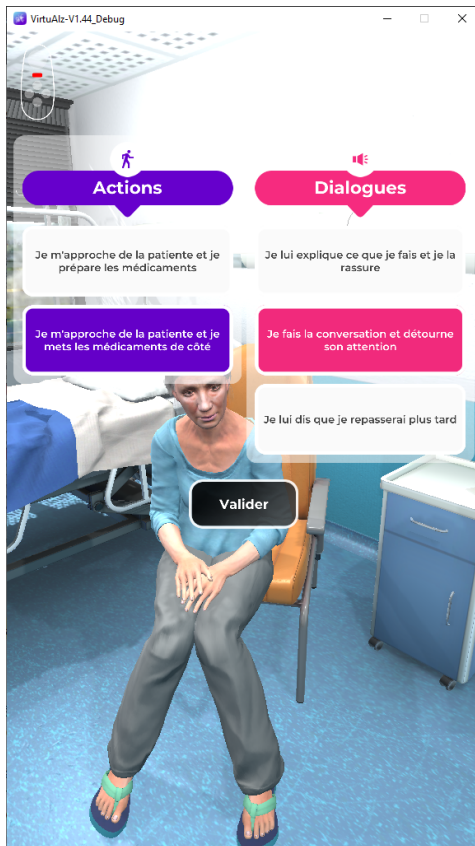 VirtuAlz-V1.44_Debug
Actions
Dialogues
Je m'approche de la patiente et je
prépare les médicaments
Je lui explique ce que je fais et je la
rassure
Je m'approche de la patiente et je
mets les médicaments de côté
Je fais la conversation et détourne
son attention
Je lui dis que je repasserai plus tard
Valider